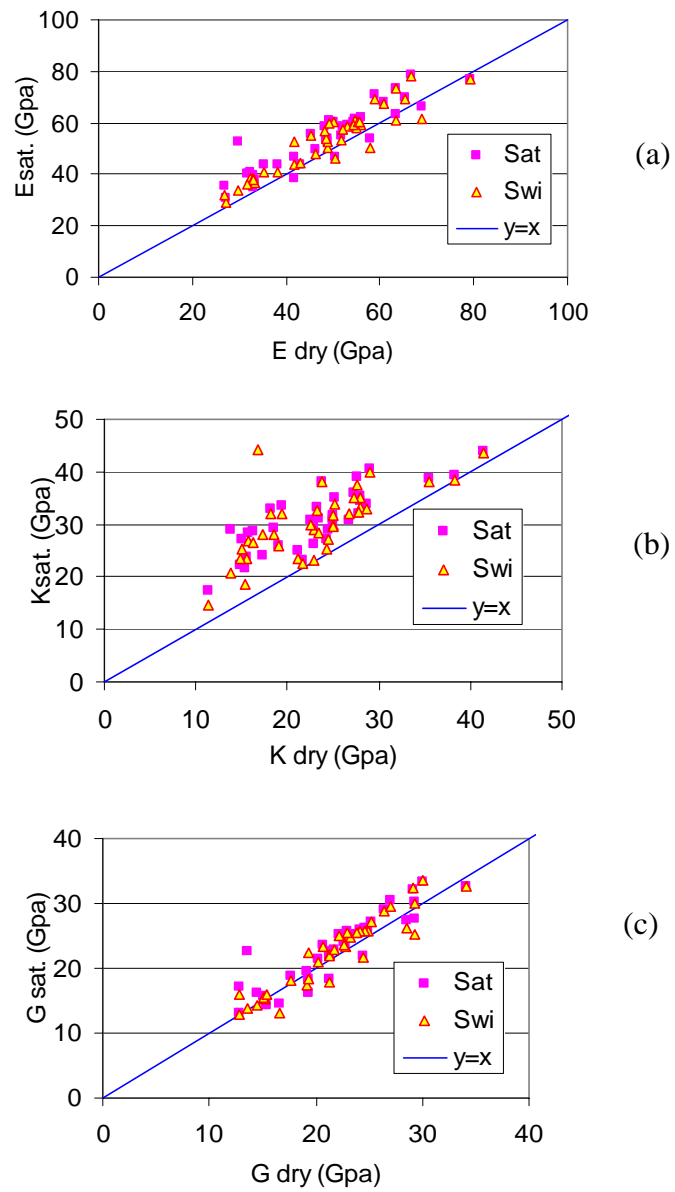 100
80
60
40
20
0
Esat. (Gpa)
Sat
Swi
y=x
0 20 40 60 80 100
E dry (Gpa)
(a)
50
40
30
20
10
0
Ksat. (Gpa)
Sat
Swi
y=x
0 10 20 30 40 50
K dry (Gpa)
(b)
40
30
20
10
0
G sat. (Gpa)
Sat
Swi
y=x
0 10 20 30 40
G dry (Gpa)
(c)